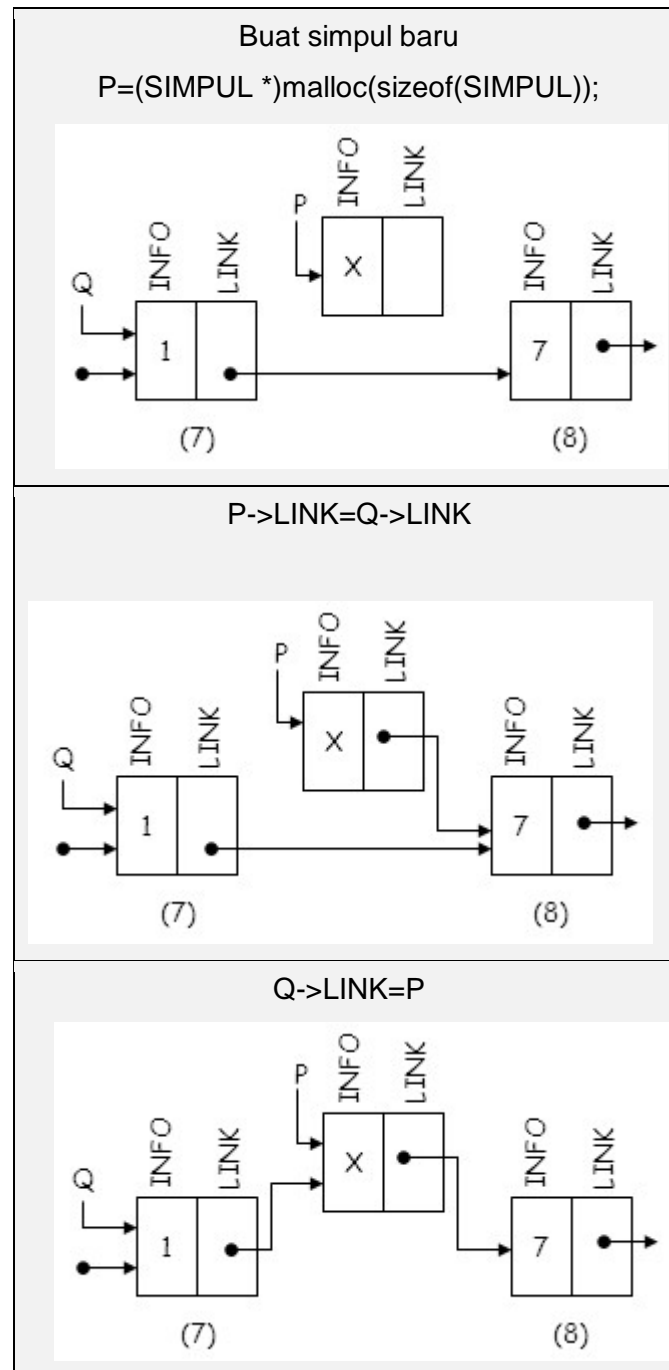 Buat simpul baru
P=(SIMPUL *)malloc(sizeof(SIMPUL));
INFO LINK
P
INFO LINK X INFO LINK
Q
1 7
(7) (8)
P->LINK=Q->LINK
INFO LINK
P
INFO LINK X INFO LINK
Q
1 7
(7) (8)
Q->LINK=P
INFO LINK
P
INFO LINK X INFO LINK
Q
1 7
(7) (8)